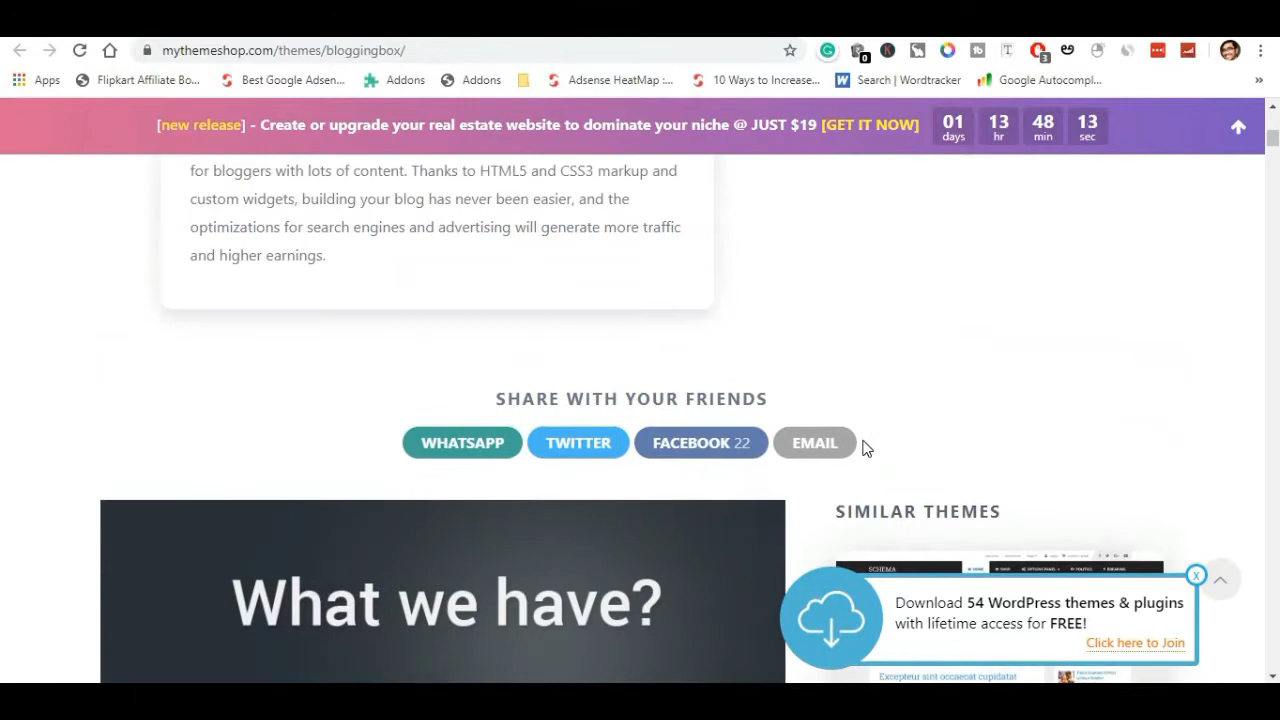 mythemeshop.com/themes/bloggingbox/
0
3
Apps
Flipkart Affiliate Bo...
Best Google Adsen...
Addons
Addons
Adsense HeatMap :...
10 Ways to Increase...
Search | Wordtracker
Google Autocompl...
»
[new release] - Create or upgrade your real estate website to dominate your niche @ JUST $19 [GET IT NOW]
01 13 48 13
days hr min sec
for bloggers with lots of content. Thanks to HTML5 and CSS3 markup and
custom widgets, building your blog has never been easier, and the
optimizations for search engines and advertising will generate more traffic
and higher earnings.
SHARE WITH YOUR FRIENDS
WHATSAPP
TWITTER
FACEBOOK 22
EMAIL
What we have?
SIMILAR THEMES
SCHEMA
Download 54 WordPress themes & plugins
with lifetime access for FREE!
Click here to Join
X
Excepteur sint occaecat cupidatat